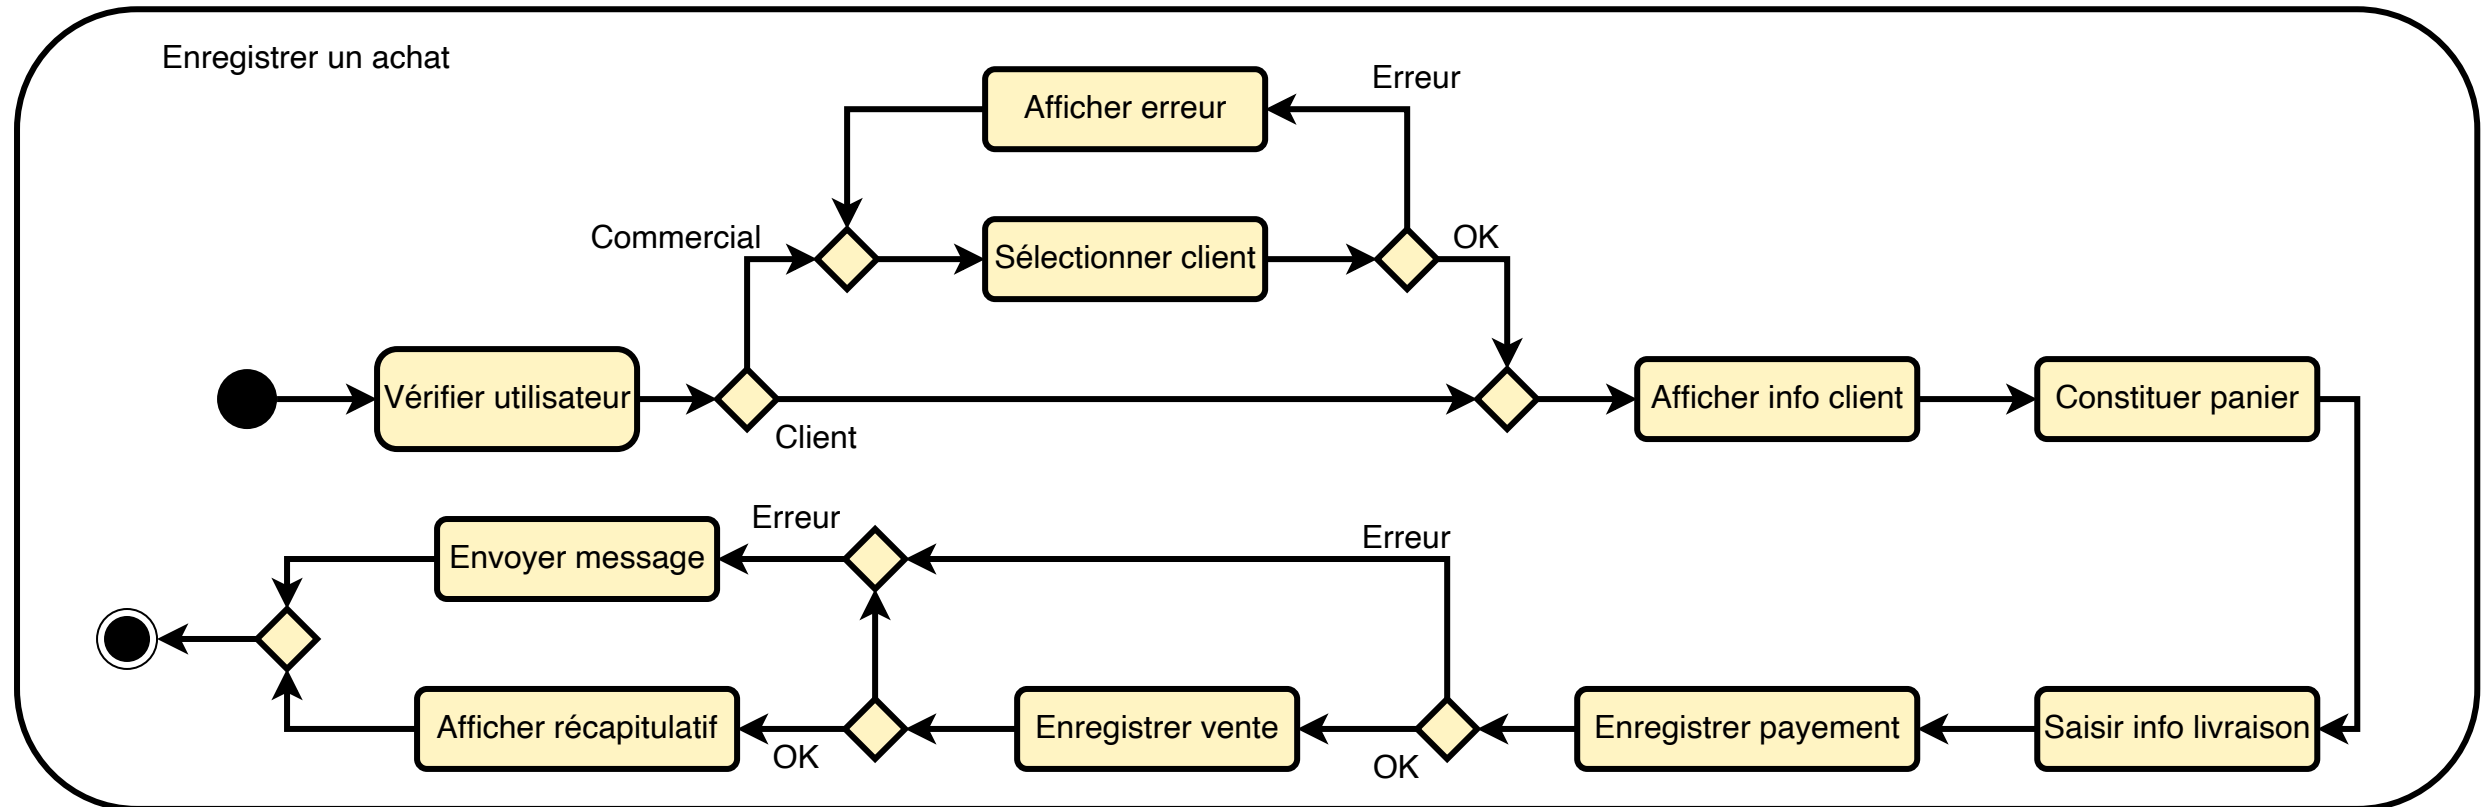 Enregistrer un achat
Erreur
Afficher erreur
Commercial
OK
Sélectionner client
Vérifier utilisateur
Afficher info client
Constituer panier
Client
Erreur
Erreur
Envoyer message
Afficher récapitulatif
Enregistrer vente
Enregistrer payement
Saisir info livraison
OK
OK